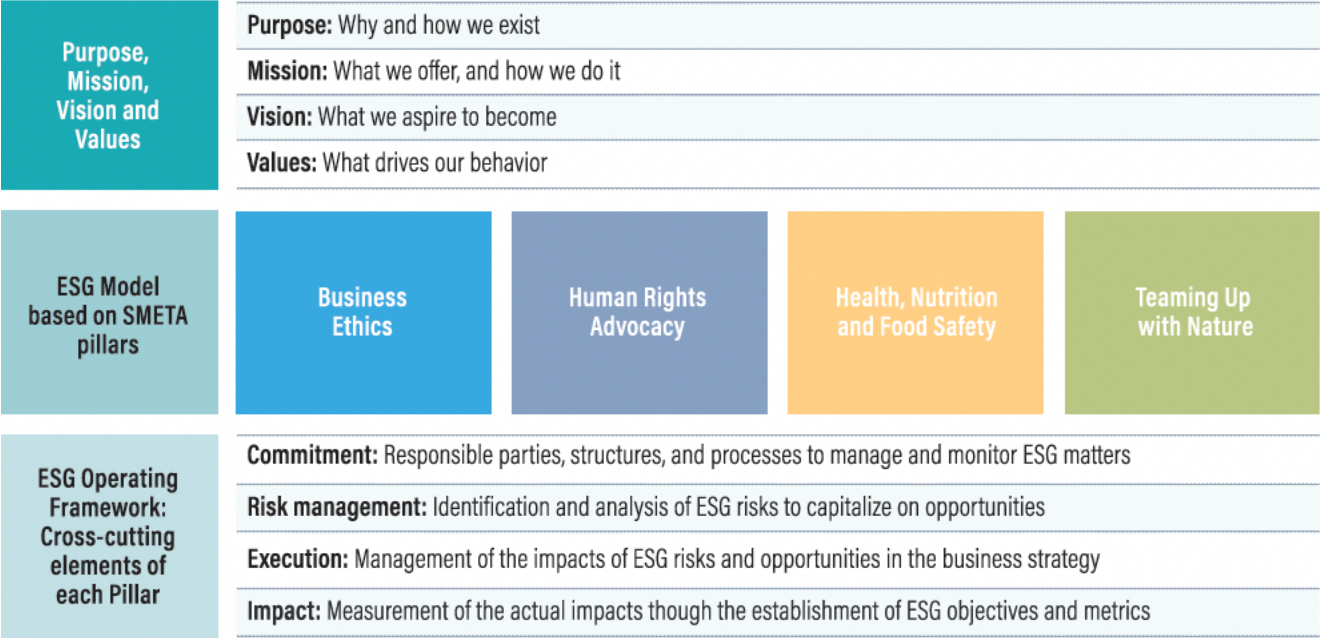 Purpose,
Mission,
Vision and
Values
Purpose: Why and how we exist
Mission: What we offer, and how we do it
Vision: What we aspire to become
Values: What drives our behavior
ESG Model
based on SMETA
pillars
Business
Ethics
Human Rights
Advocacy
Health, Nutrition
and Food Safety
Teaming Up
with Nature
ESG Operating
Framework:
Cross-cutting
elements of
each Pillar
Commitment: Responsible parties, structures, and processes to manage and monitor ESG matters
Risk management: Identification and analysis of ESG risks to capitalize on opportunities
Execution: Management of the impacts of ESG risks and opportunities in the business strategy
Impact: Measurement of the actual impacts though the establishment of ESG objectives and metrics